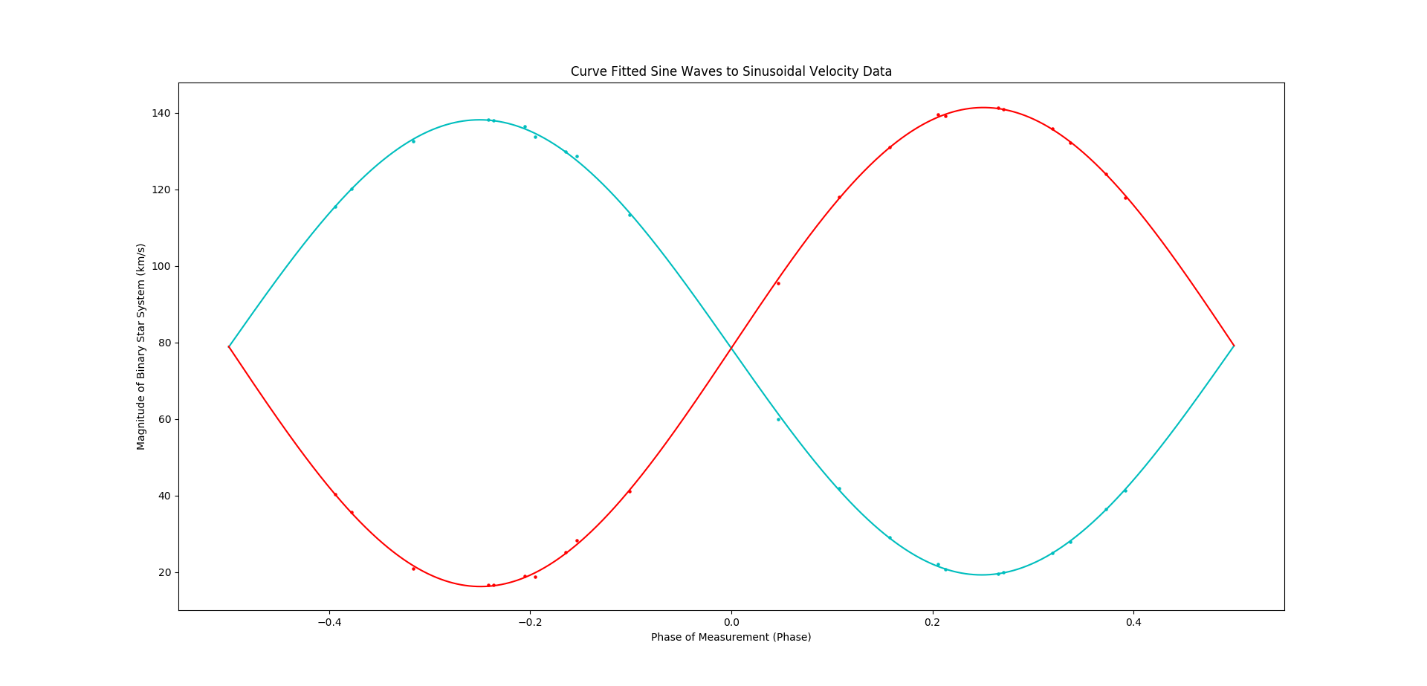 Curve Fitted Sine Waves to Sinusoidal Velocity Data
Magnitude of Binary Star System (km/s)
140
120
100
80
60
40
20
−0.4 −0.2 0.0 0.2 0.4
Phase of Measurement (Phase)